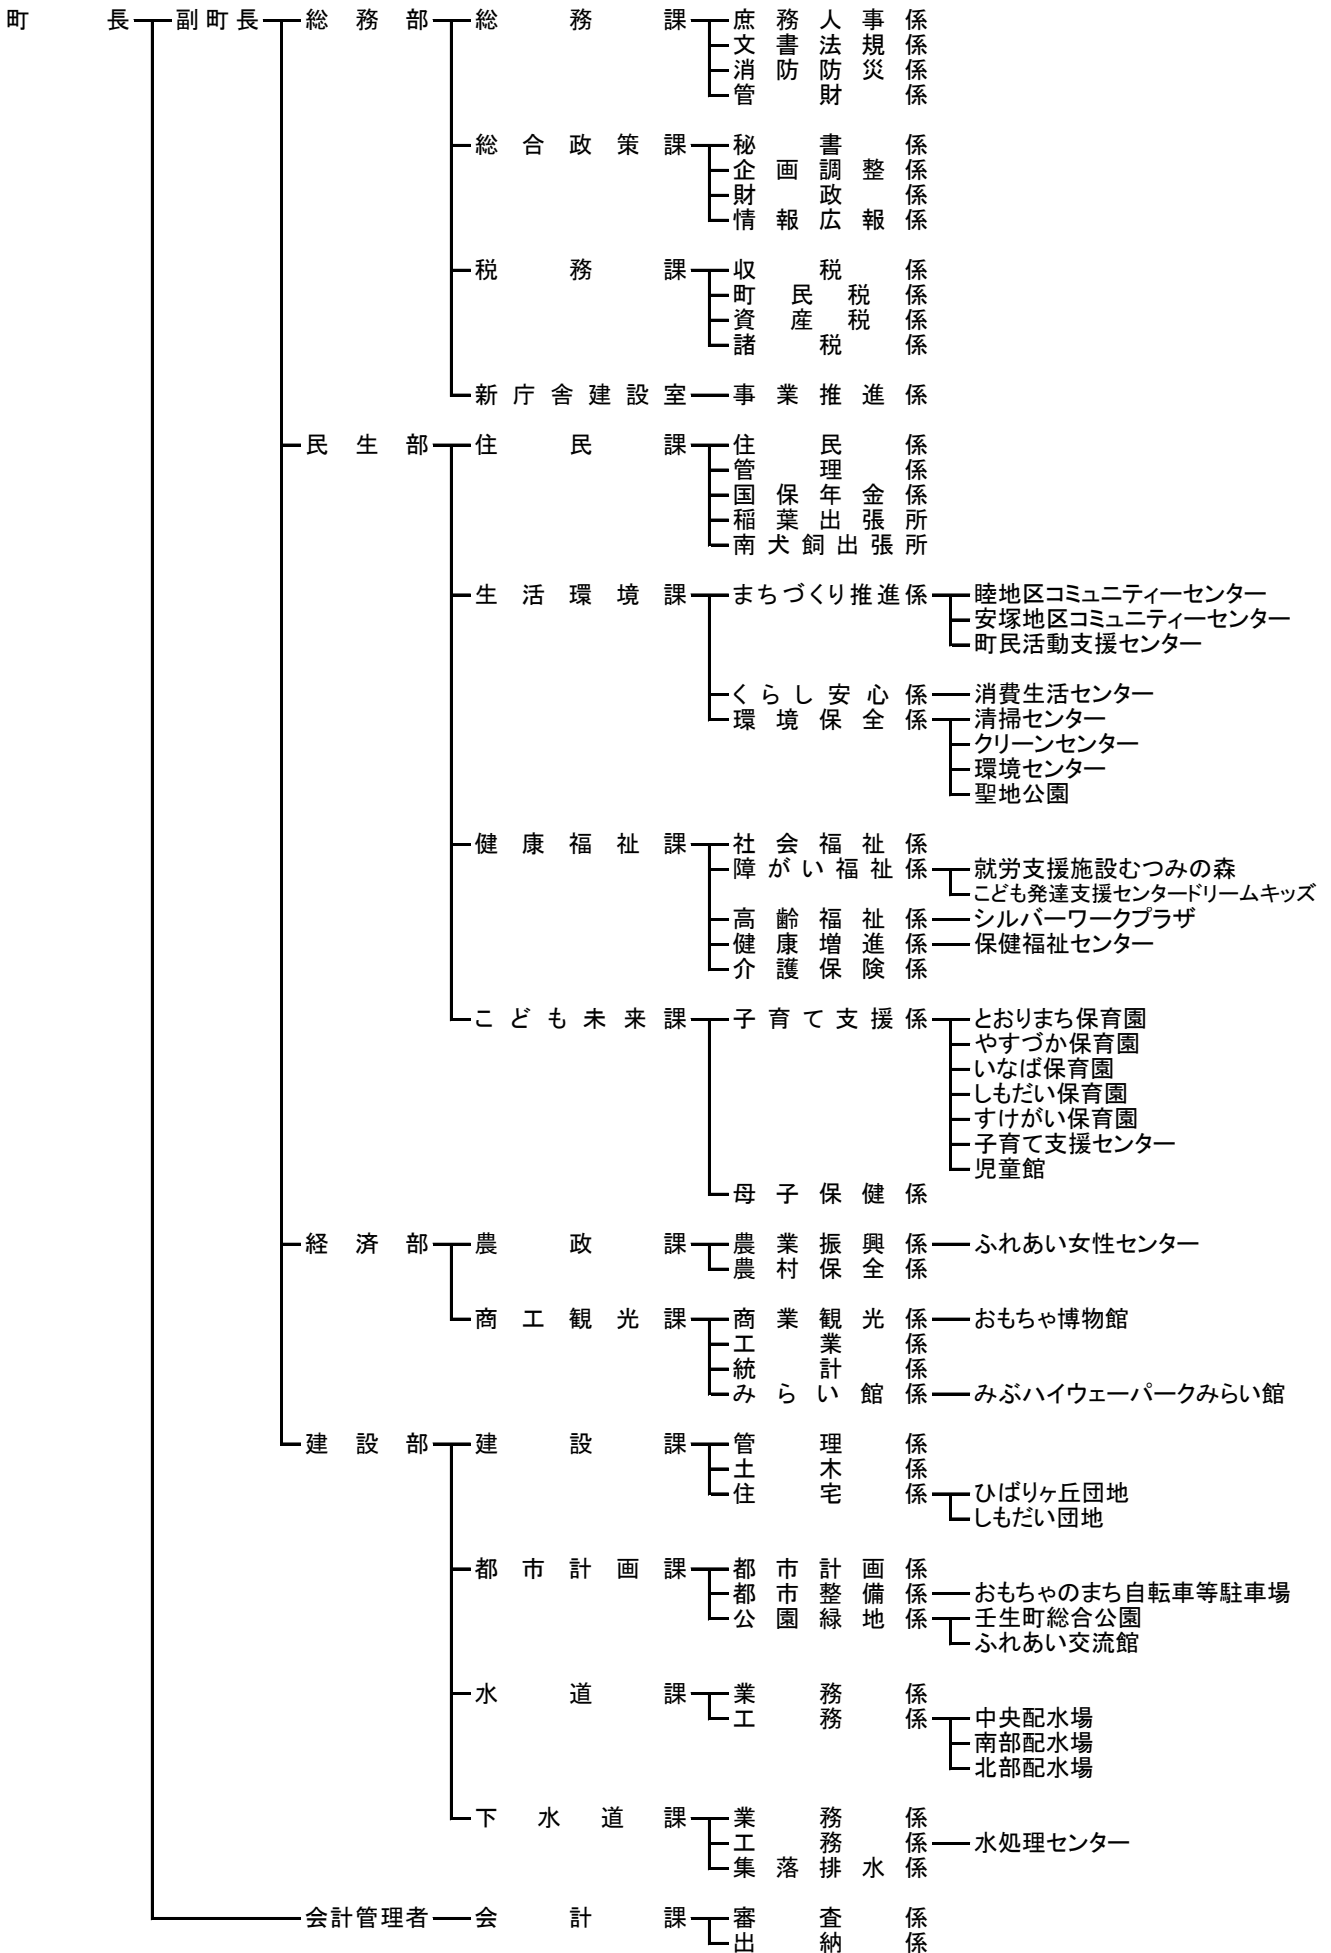 町長 副町長 総務部 総務課 庶務人事係
文書法規係
消防防災係
管財係
総合政策課 秘書係
企画調整係
財政係
情報広報係
税務課 収税係
町民税係
資産税係
諸税係
新庁舎建設室 事業推進係
民生部 住民課 住民係
管理係
国保年金係
稲葉出張所
南犬飼出張所
生活環境課 まちづくり推進係 睦地区コミュニティーセンター
安塚地区コミュニティーセンター
町民活動支援センター
くらし安心係 消費生活センター
環境保全係 清掃センター
クリーンセンター
環境センター
聖地公園
健康福祉課 社会福祉係
障がい福祉係 就労支援施設むつみの森
こども発達支援センタードリームキッズ
高齢福祉係 シルバーワークプラザ
健康増進係 保健福祉センター
介護保険係
こども未来課 子育て支援係 とおりまち保育園
やすづか保育園
いなば保育園
しもだい保育園
すけがい保育園
子育て支援センター
児童館
母子保健係
経済部 農政課 農業振興係 ふれあい女性センター
農村保全係
商工観光課 商業観光係 おもちゃ博物館
工業係
統計係
みらい館係 みぶハイウェーパークみらい館
建設部 建設課 管理係
土木係
住宅係 ひばりヶ丘団地
しもだい団地
都市計画課 都市計画係
都市整備係 おもちゃのまち自転車等駐車場
公園緑地係 壬生町総合公園
ふれあい交流館
水道課 業務係
工務係 中央配水場
南部配水場
北部配水場
下水道課 業務係
工務係 水処理センター
集落排水係
会計管理者 会計課 審査係
出納係